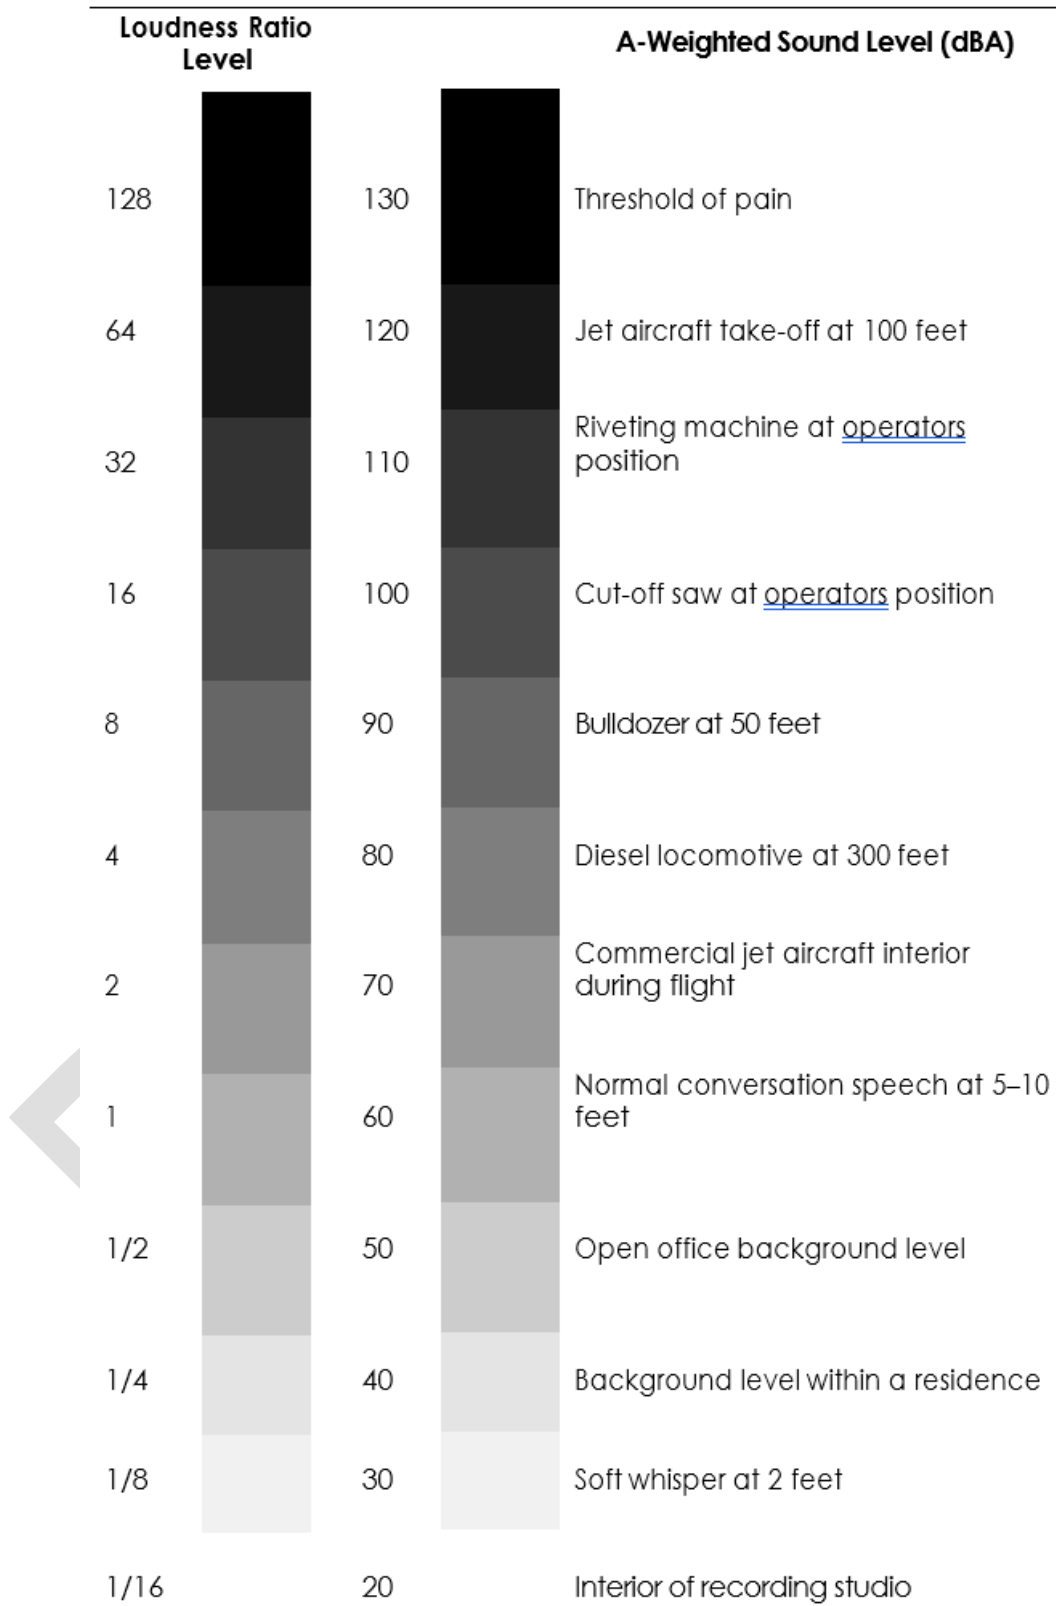 Loudness Ratio
Level
A-Weighted Sound Level (dBA)
128 130 Threshold of pain
64 120 Jet aircraft take-off at 100 feet
Riveting machine at operators
32 110 position
16 100 Cut-off saw at operators position
8 90 Bulldozer at 50 feet
4 80 Diesel locomotive at 300 feet
Commercial jet aircraft interior
2 70 during flight
Normal conversation speech at 5–10
1 60 feet
1/2 50 Open office background level
1/4 40 Background level within a residence
1/8 30 Soft whisper at 2 feet
1/16 20 Interior of recording studio